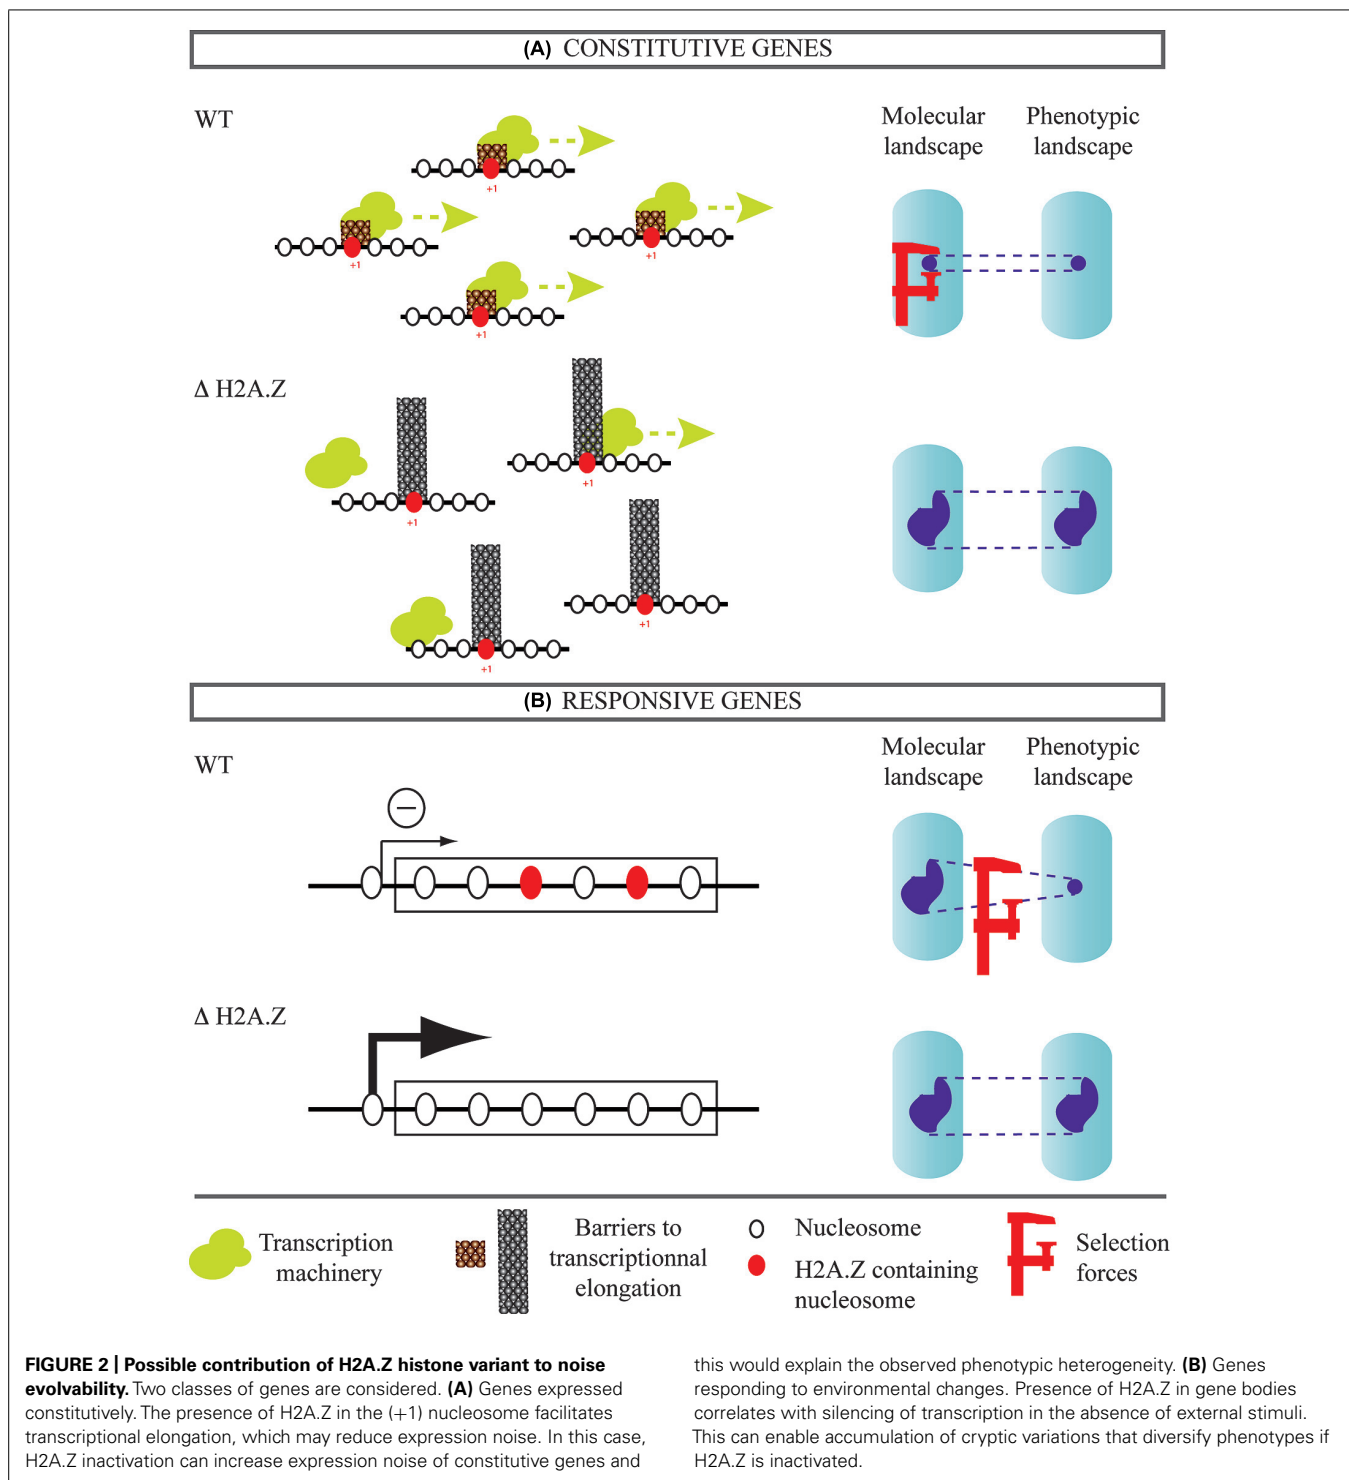 (A) CONSTITUTIVE GENES
WT
Molecular landscape
Phenotypic landscape
+1
+1
+1
+1
Δ H2A.Z
+1
+1
+1
+1
(B) RESPONSIVE GENES
WT
Molecular landscape
Phenotypic landscape
−
Δ H2A.Z
Transcription machinery
Barriers to transcriptionnal elongation
Nucleosome
H2A.Z containing nucleosome
Selection forces
FIGURE 2 | Possible contribution of H2A.Z histone variant to noise
evolvability. Two classes of genes are considered. (A) Genes expressed
constitutively. The presence of H2A.Z in the (+1) nucleosome facilitates
transcriptional elongation, which may reduce expression noise. In this case,
H2A.Z inactivation can increase expression noise of constitutive genes and
this would explain the observed phenotypic heterogeneity. (B) Genes
responding to environmental changes. Presence of H2A.Z in gene bodies
correlates with silencing of transcription in the absence of external stimuli.
This can enable accumulation of cryptic variations that diversify phenotypes if
H2A.Z is inactivated.